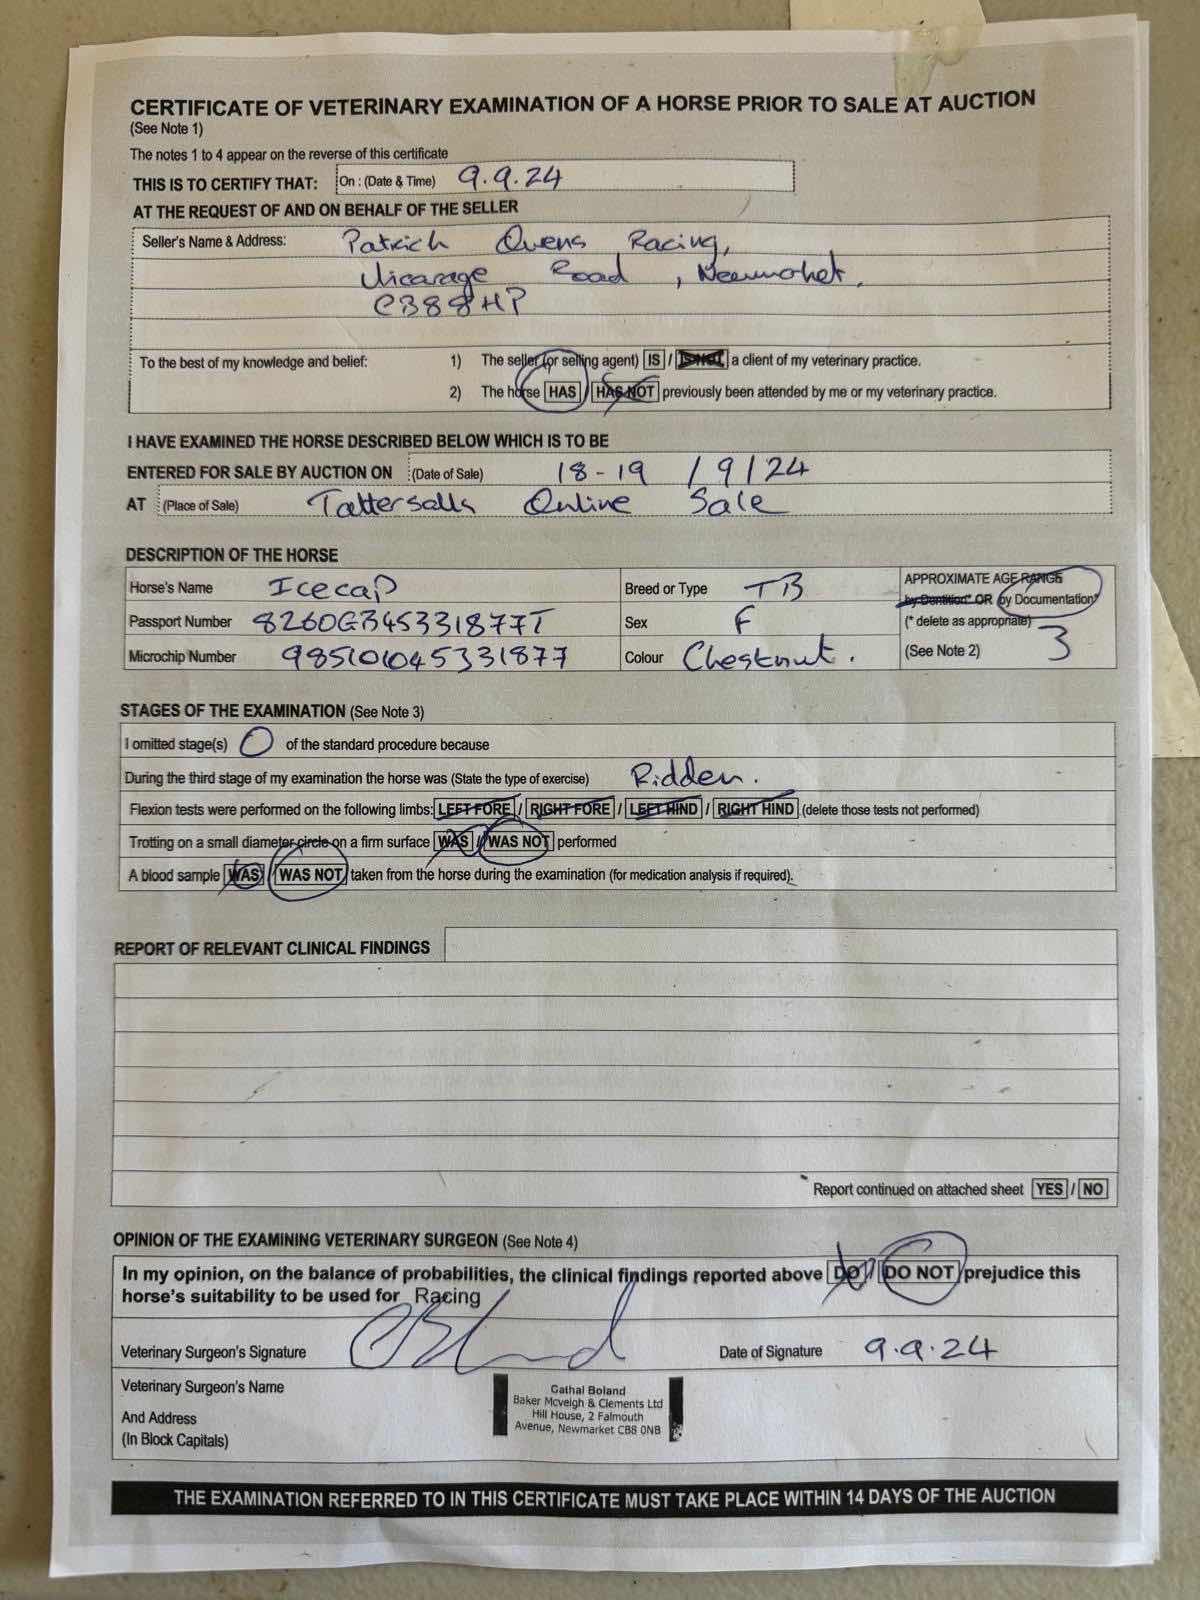 CERTIFICATE OF VETERINARY EXAMINATION OF A HORSE PRIOR TO SALE AT AUCTION
(See Note 1)
The notes 1 to 4 appear on the reverse of this certificate
THIS IS TO CERTIFY THAT: On : (Date & Time) 9.9.24
AT THE REQUEST OF AND ON BEHALF OF THE SELLER
Seller's Name & Address: Patrick Owens Racing,
Vicarage Road, Newmarket,
CB88HP
To the best of my knowledge and belief: 1) The seller (or selling agent) IS / IS NOT a client of my veterinary practice.
2) The horse HAS / HAS NOT previously been attended by me or my veterinary practice.
I HAVE EXAMINED THE HORSE DESCRIBED BELOW WHICH IS TO BE
ENTERED FOR SALE BY AUCTION ON (Date of Sale) 18-19 / 9 / 24
AT (Place of Sale) Tattersalls Online Sale
DESCRIPTION OF THE HORSE
Horse's Name Icecap Breed or Type TB APPROXIMATE AGE RANGE
by Dentition* OR by Documentation*
Passport Number 8260GB45331877T Sex F (* delete as appropriate)
Microchip Number 985101045331877 Colour Chestnut. (See Note 2) 3
STAGES OF THE EXAMINATION (See Note 3)
I omitted stage(s) 0 of the standard procedure because
During the third stage of my examination the horse was (State the type of exercise) Ridden.
Flexion tests were performed on the following limbs: LEFT FORE / RIGHT FORE / LEFT HIND / RIGHT HIND (delete those tests not performed)
Trotting on a small diameter circle on a firm surface WAS / WAS NOT performed
A blood sample WAS / WAS NOT taken from the horse during the examination (for medication analysis if required).
REPORT OF RELEVANT CLINICAL FINDINGS
Report continued on attached sheet YES / NO
OPINION OF THE EXAMINING VETERINARY SURGEON (See Note 4)
In my opinion, on the balance of probabilities, the clinical findings reported above DO / DO NOT prejudice this
horse's suitability to be used for Racing
Veterinary Surgeon's Signature Date of Signature 9.9.24
Veterinary Surgeon's Name
And Address
(In Block Capitals)
Cathal Boland
Baker Mcveigh & Clements Ltd
Hill House, 2 Falmouth
Avenue, Newmarket CB8 0NB
THE EXAMINATION REFERRED TO IN THIS CERTIFICATE MUST TAKE PLACE WITHIN 14 DAYS OF THE AUCTION